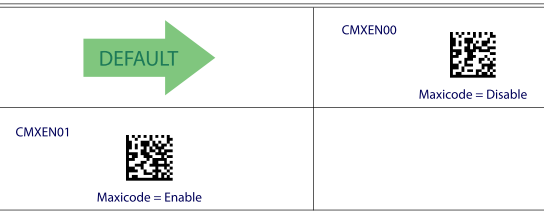 DEFAULT
CMXEN00
Maxicode = Disable
CMXEN01
Maxicode = Enable